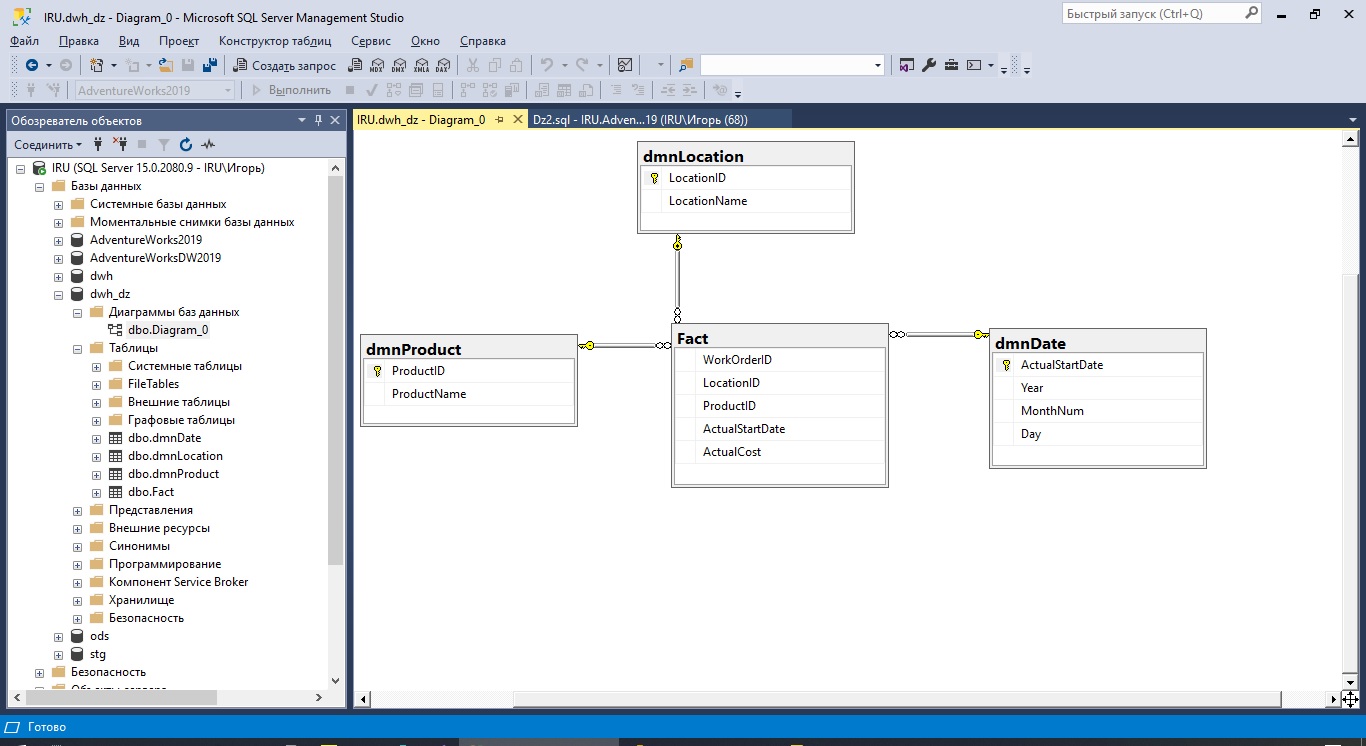 IRU.dwh_dz - Diagram_0 - Microsoft SQL Server Management Studio
Быстрый запуск (Ctrl+Q)
Файл Правка Вид Проект Конструктор таблиц Сервис Окно Справка
Создать запрос MDX DMX XMLA DAX
AdventureWorks2019 Выполнить
Обозреватель объектов
IRU.dwh_dz - Diagram_0
Dz2.sql - IRU.Adven...19 (IRU\Игорь (68))
Соединить
IRU (SQL Server 15.0.2080.9 - IRU\Игорь)
Базы данных
Системные базы данных
Моментальные снимки базы данных
AdventureWorks2019
AdventureWorksDW2019
dwh
dwh_dz
Диаграммы баз данных
dbo.Diagram_0
Таблицы
Системные таблицы
FileTables
Внешние таблицы
Графовые таблицы
dbo.dmnDate
dbo.dmnLocation
dbo.dmnProduct
dbo.Fact
Представления
Внешние ресурсы
Синонимы
Программирование
Компонент Service Broker
Хранилище
Безопасность
ods
stg
Безопасность
dmnLocation
LocationID
LocationName
dmnProduct
ProductID
ProductName
Fact
WorkOrderID
LocationID
ProductID
ActualStartDate
ActualCost
dmnDate
ActualStartDate
Year
MonthNum
Day
Готово